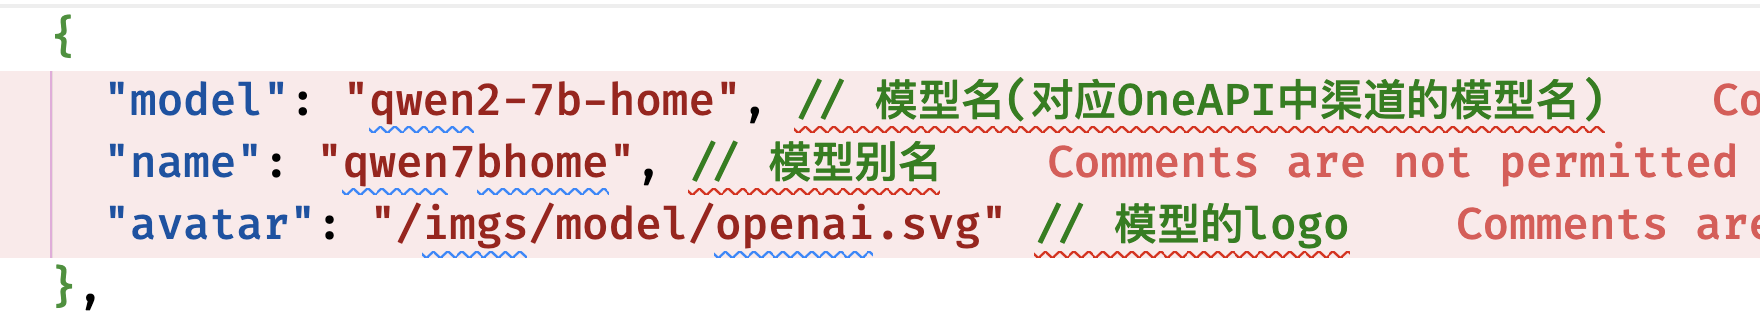 {
"model": "qwen2-7b-home", // 模型名(对应OneAPI中渠道的模型名) Co
"name": "qwen7bhome", // 模型别名 Comments are not permitted
"avatar": "/imgs/model/openai.svg" // 模型的logo Comments are
},